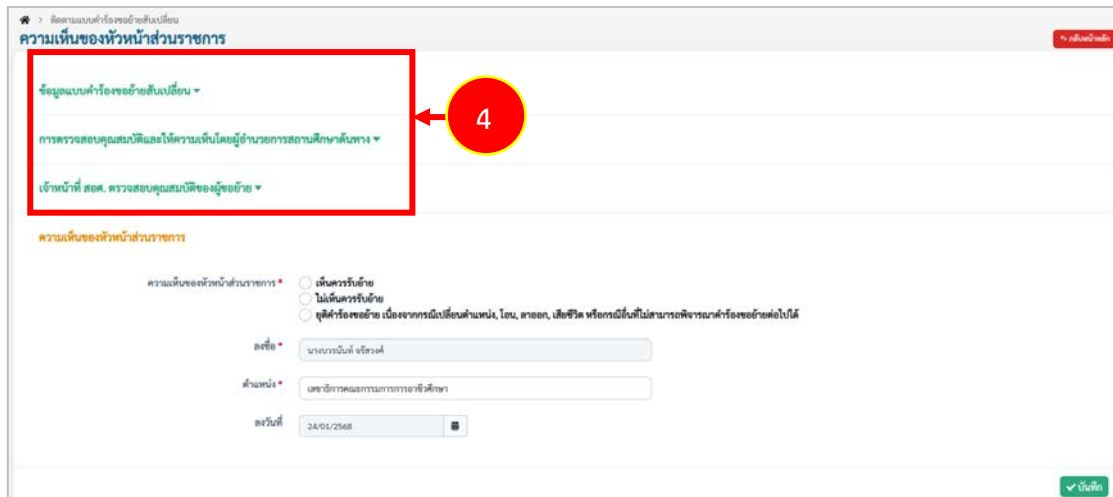 > ติดตามแบบคำร้องขอย้ายสับเปลี่ยน
ความเห็นของหัวหน้าส่วนราชการ
กลับหน้าหลัก
ข้อมูลแบบคำร้องขอย้ายสับเปลี่ยน
4
การตรวจสอบคุณสมบัติและให้ความเห็นโดยผู้อำนวยการสถานศึกษาต้นทาง
เจ้าหน้าที่ สอศ. ตรวจสอบคุณสมบัติของผู้ขอย้าย
ความเห็นของหัวหน้าส่วนราชการ
ความเห็นของหัวหน้าส่วนราชการ * เห็นควรรับย้าย
ไม่เห็นควรรับย้าย
ยุติคำร้องขอย้าย เนื่องจากกรณีเปลี่ยนตำแหน่ง, โอน, ลาออก, เสียชีวิต หรือกรณีอื่นที่ไม่สามารถพิจารณาคำร้องขอย้ายต่อไปได้
ลงชื่อ * นางบวรนันท์ จรัสวงศ์
ตำแหน่ง * เลขาธิการคณะกรรมการการอาชีวศึกษา
ลงวันที่ 24/01/2568
บันทึก